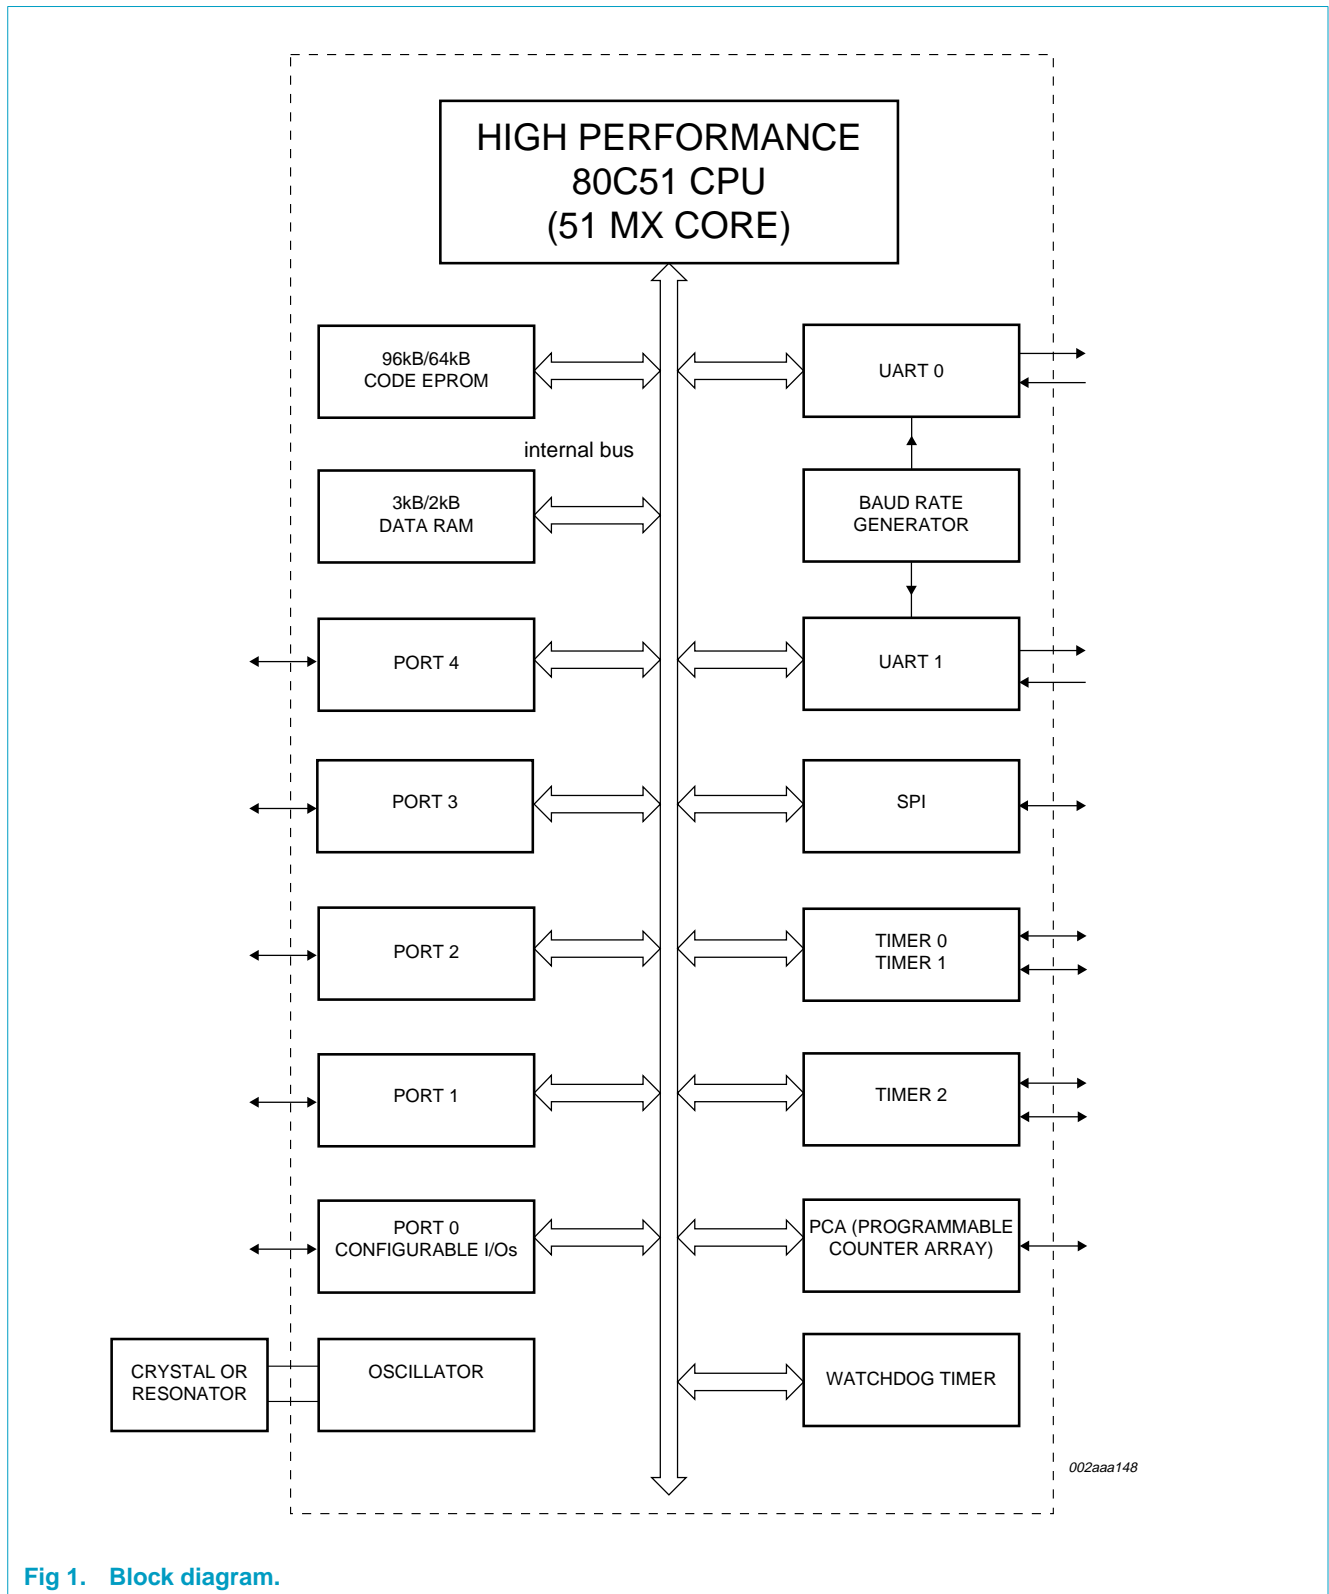 HIGH PERFORMANCE
80C51 CPU
(51 MX CORE)
96kB/64kB
CODE EPROM
UART 0
internal bus
3kB/2kB
DATA RAM
BAUD RATE
GENERATOR
PORT 4
UART 1
PORT 3
SPI
PORT 2
TIMER 0
TIMER 1
PORT 1
TIMER 2
PORT 0
CONFIGURABLE I/Os
PCA (PROGRAMMABLE
COUNTER ARRAY)
CRYSTAL OR
RESONATOR
OSCILLATOR
WATCHDOG TIMER
002aaa148
Fig 1. Block diagram.